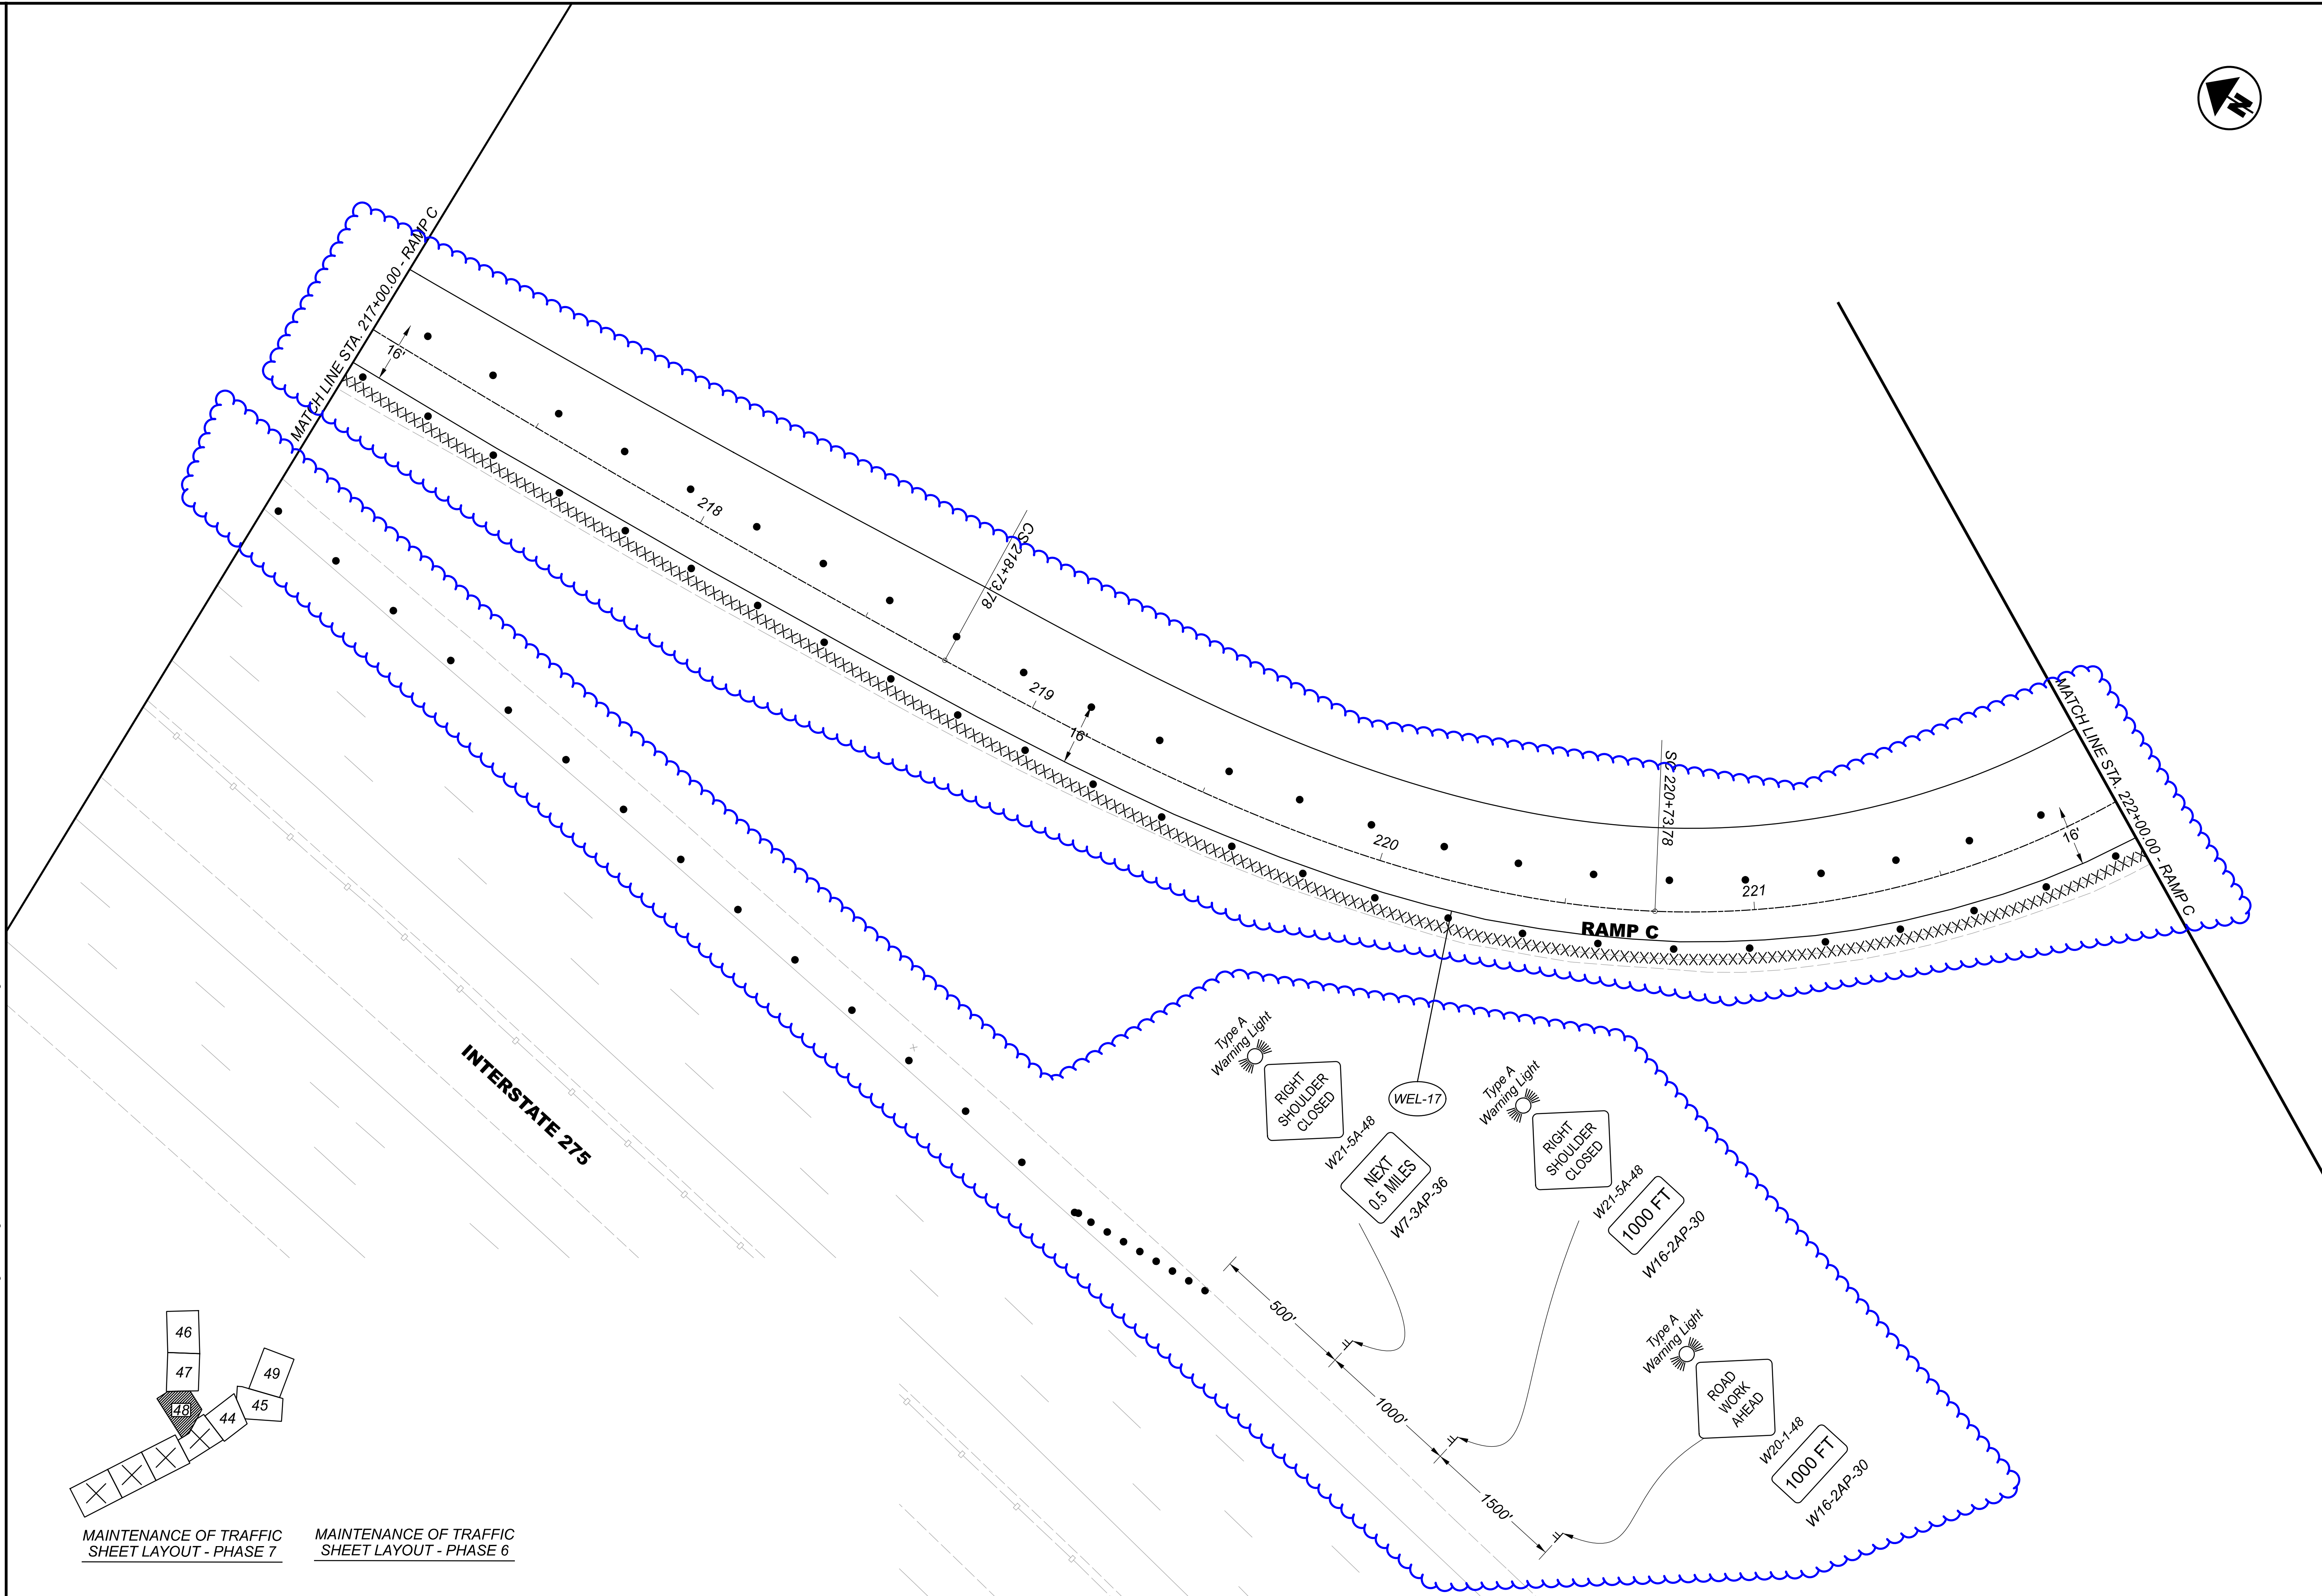 N
MATCH LINE STA. 217+00.00 - RAMP C
16'
218
CS 218+73.78
219
16'
220
SC 220+73.78
221
RAMP C
16'
MATCH LINE STA. 222+00.00 - RAMP C
INTERSTATE 275
Type A
Warning Light
RIGHT
SHOULDER
CLOSED
W21-5A-48
NEXT
0.5 MILES
W7-3AP-36
WEL-17
Type A
Warning Light
RIGHT
SHOULDER
CLOSED
W21-5A-48
1000 FT
W16-2AP-30
500'
1000'
1500'
Type A
Warning Light
ROAD
WORK
AHEAD
W20-1-48
1000 FT
W16-2AP-30
46
47
48
49
44
45
MAINTENANCE OF TRAFFIC
SHEET LAYOUT - PHASE 7
MAINTENANCE OF TRAFFIC
SHEET LAYOUT - PHASE 6